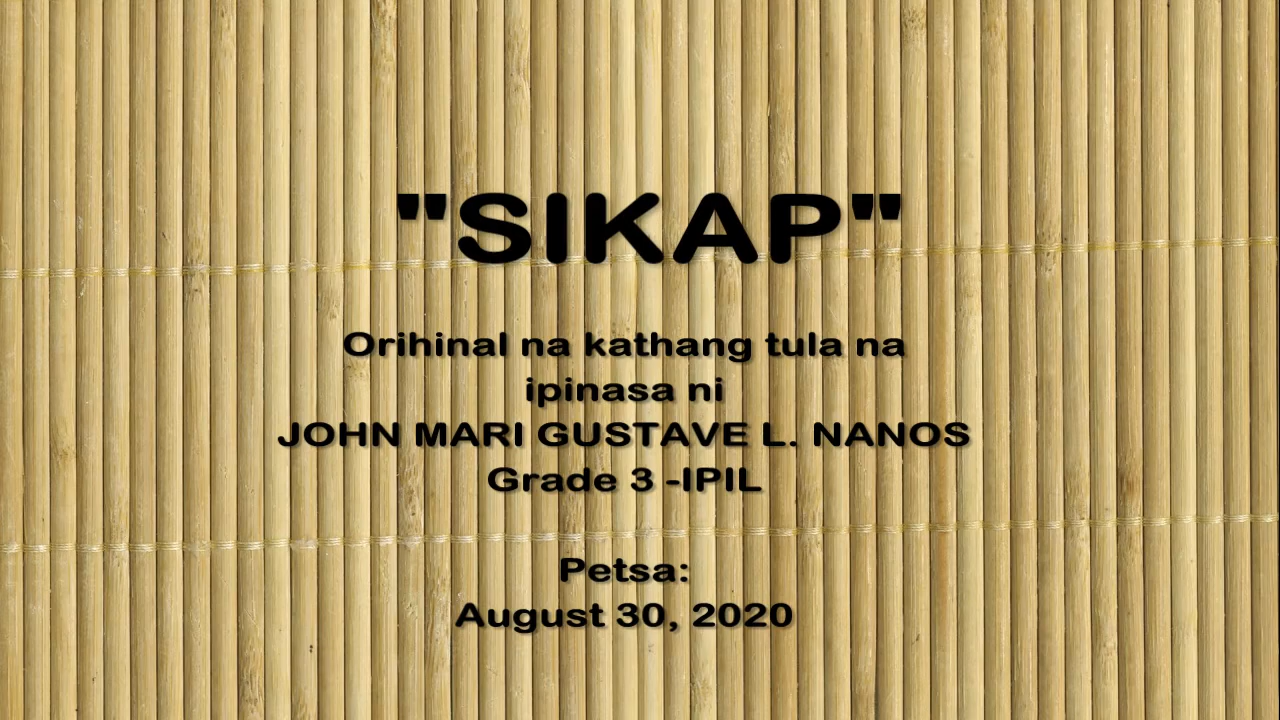 "SIKAP"
Orihinal na kathang tula na
ipinasa ni
JOHN MARI GUSTAVE L. NANOS
Grade 3 -IPIL
Petsa:
August 30, 2020